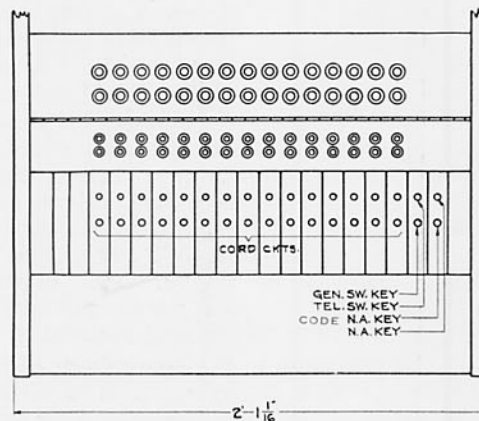 CORD CKTS.
GEN. SW. KEY
TEL. SW. KEY
CODE N.A. KEY
N.A. KEY
2'-1 1/16"